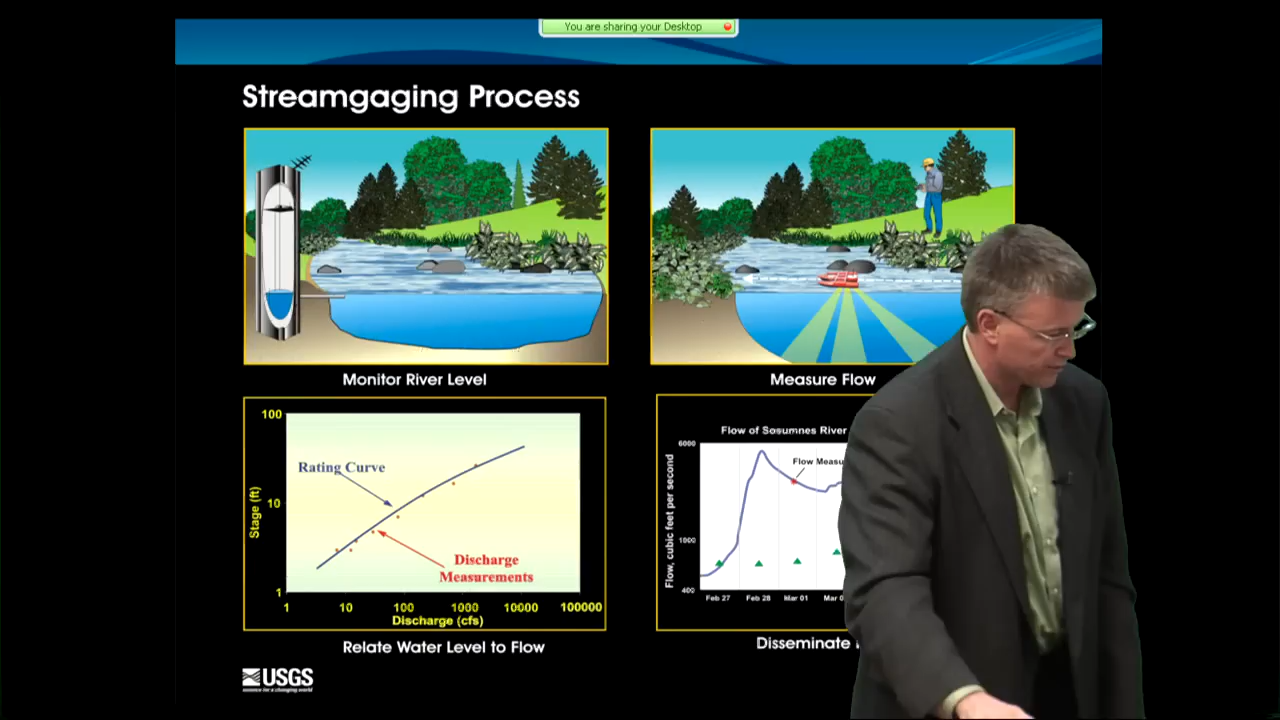 You are sharing your Desktop
Streamgaging Process
Monitor River Level
Measure Flow
100
Rating Curve
10
Stage (ft)
Discharge
Measurements
1
1 10 100 1000 10000 100000
Discharge (cfs)
Relate Water Level to Flow
Flow of Sosumnes River
6000
Flow Measu
Flow, cubic feet per second
1000
400
Feb 27 Feb 28 Mar 01 Mar 0
Disseminate
USGS
science for a changing world